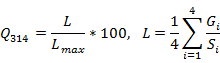 Q_{314} = \frac{L}{L_{max}} * 100, L = \frac{1}{4} \sum_{i=1}^{4} \frac{G_i}{S_i}